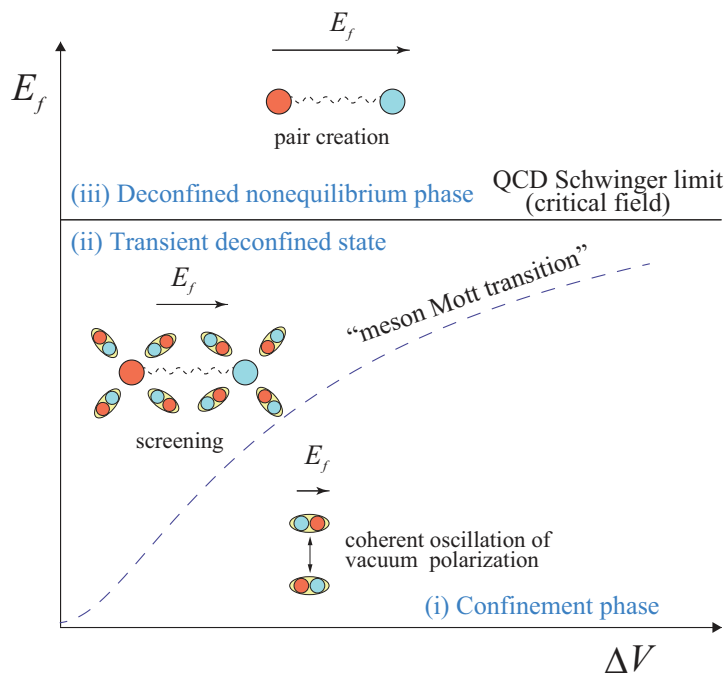 E_f
E_f
pair creation
(iii) Deconfined nonequilibrium phase
QCD Schwinger limit
(critical field)
(ii) Transient deconfined state
E_f
“meson Mott transition”
screening
E_f
coherent oscillation of
vacuum polarization
(i) Confinement phase
ΔV